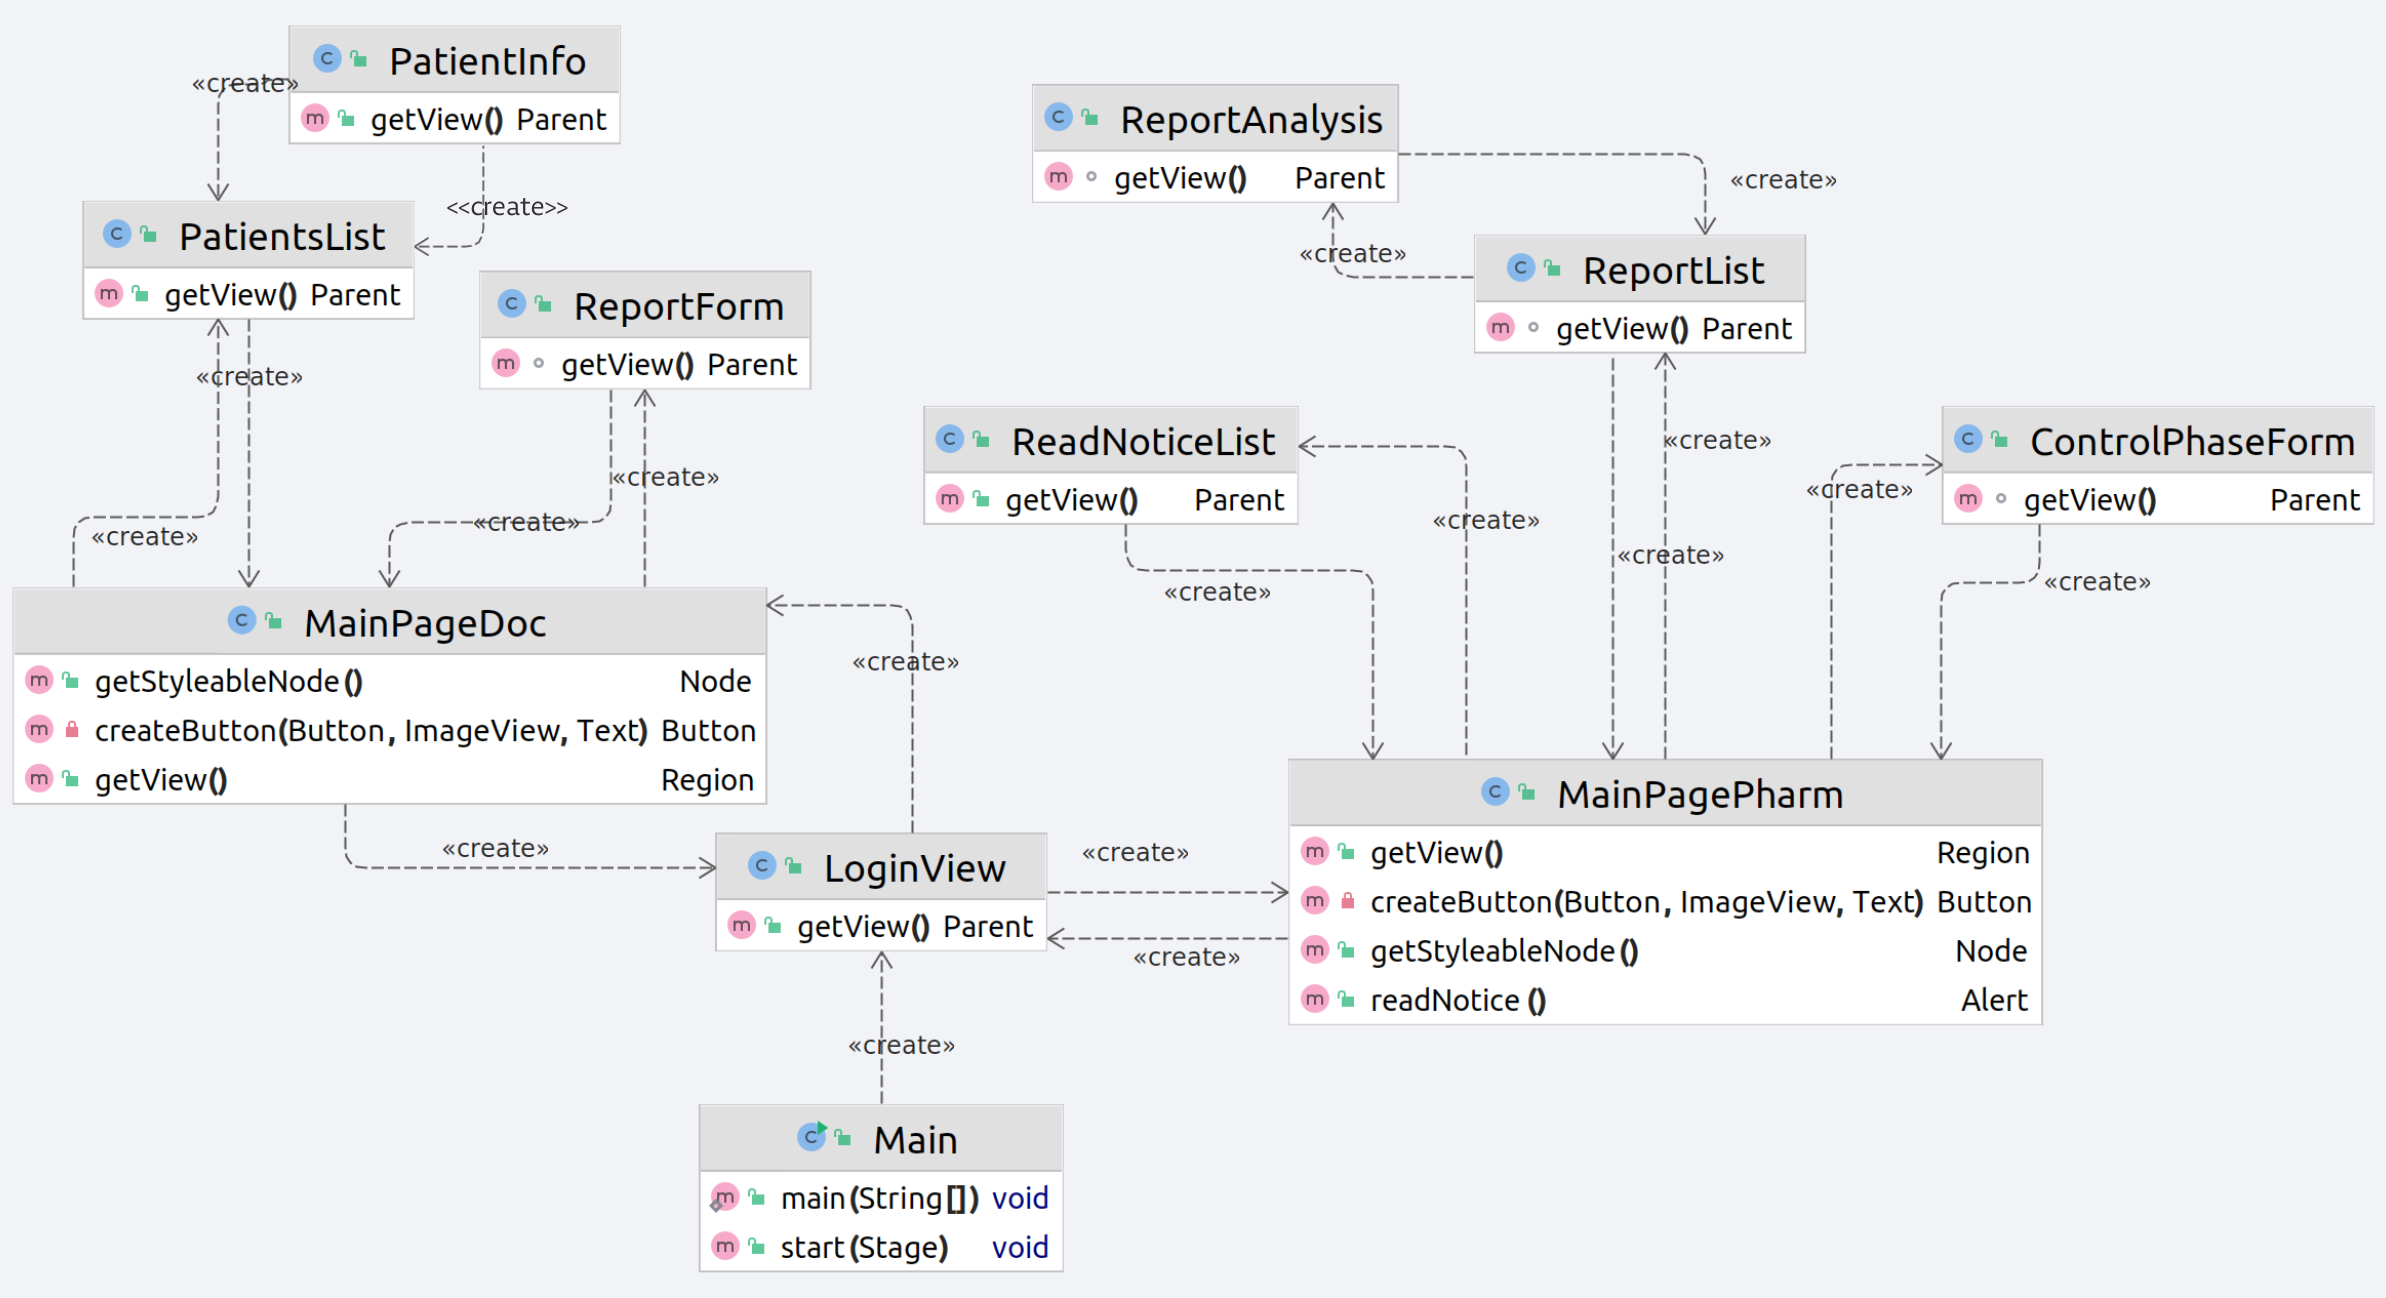 C PatientInfo
«create»
m getView() Parent
C ReportAnalysis
m getView() Parent
«create»
<<create>>
C PatientsList
m getView() Parent
«create»
C ReportList
m getView() Parent
C ReportForm
m getView() Parent
«create»
«create»
«create»
«create»
«create»
C ReadNoticeList
m getView() Parent
«create»
«create»
«create»
«create»
C ControlPhaseForm
m getView() Parent
«create»
«create»
«create»
C MainPageDoc
m getStyleableNode() Node
m createButton(Button, ImageView, Text) Button
m getView() Region
«create»
«create»
C LoginView
m getView() Parent
«create»
«create»
C MainPagePharm
m getView() Region
m createButton(Button, ImageView, Text) Button
m getStyleableNode() Node
m readNotice () Alert
«create»
C Main
m main(String[]) void
m start(Stage) void